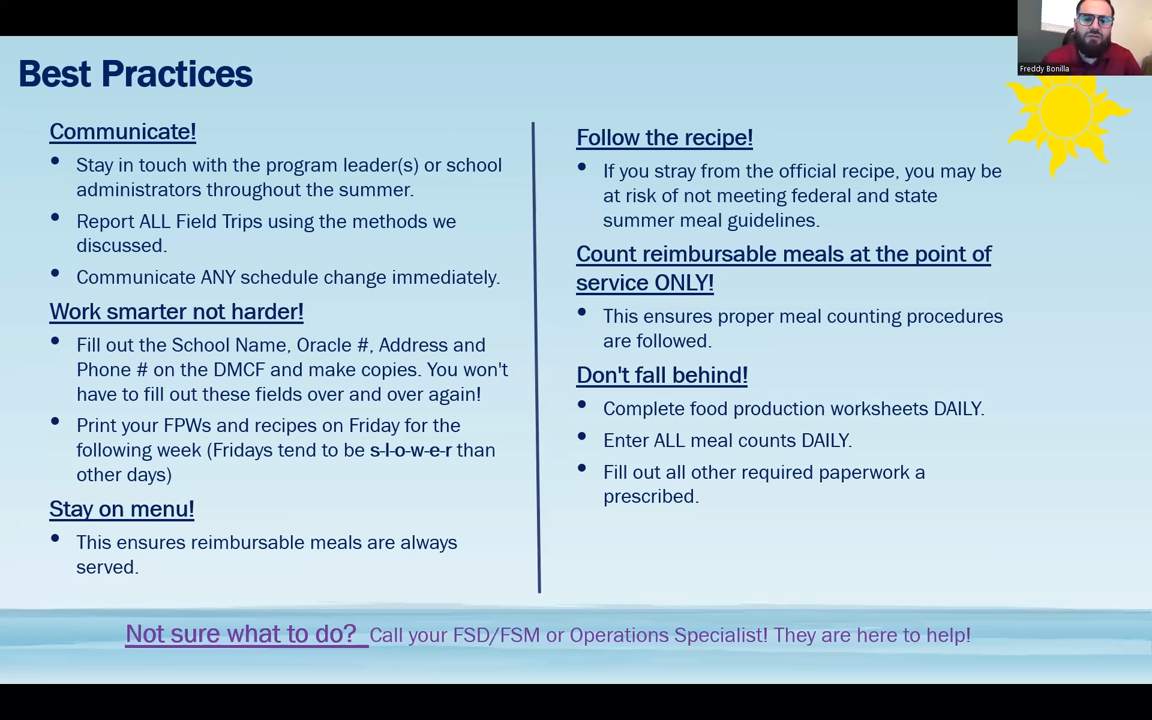 Freddy Bonilla
Best Practices
Communicate!
• Stay in touch with the program leader(s) or school
administrators throughout the summer.
• Report ALL Field Trips using the methods we
discussed.
• Communicate ANY schedule change immediately.
Work smarter not harder!
• Fill out the School Name, Oracle #, Address and
Phone # on the DMCF and make copies. You won't
have to fill out these fields over and over again!
• Print your FPWs and recipes on Friday for the
following week (Fridays tend to be s-l-o-w-e-r than
other days)
Stay on menu!
• This ensures reimbursable meals are always
served.
Follow the recipe!
• If you stray from the official recipe, you may be
at risk of not meeting federal and state
summer meal guidelines.
Count reimbursable meals at the point of
service ONLY!
• This ensures proper meal counting procedures
are followed.
Don't fall behind!
• Complete food production worksheets DAILY.
• Enter ALL meal counts DAILY.
• Fill out all other required paperwork a
prescribed.
Not sure what to do? Call your FSD/FSM or Operations Specialist! They are here to help!